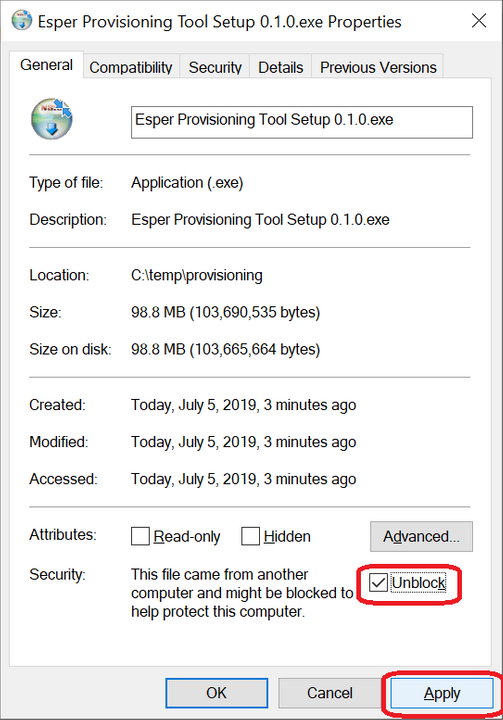 Esper Provisioning Tool Setup 0.1.0.exe Properties
General Compatibility Security Details Previous Versions
Esper Provisioning Tool Setup 0.1.0.exe
Type of file: Application (.exe)
Description: Esper Provisioning Tool Setup 0.1.0.exe
Location: C:\temp\provisioning
Size: 98.8 MB (103,690,535 bytes)
Size on disk: 98.8 MB (103,665,664 bytes)
Created: Today, July 5, 2019, 3 minutes ago
Modified: Today, July 5, 2019, 3 minutes ago
Accessed: Today, July 5, 2019, 3 minutes ago
Attributes: Read-only Hidden Advanced...
Security: This file came from another
computer and might be blocked to
help protect this computer.
Unblock
OK Cancel Apply